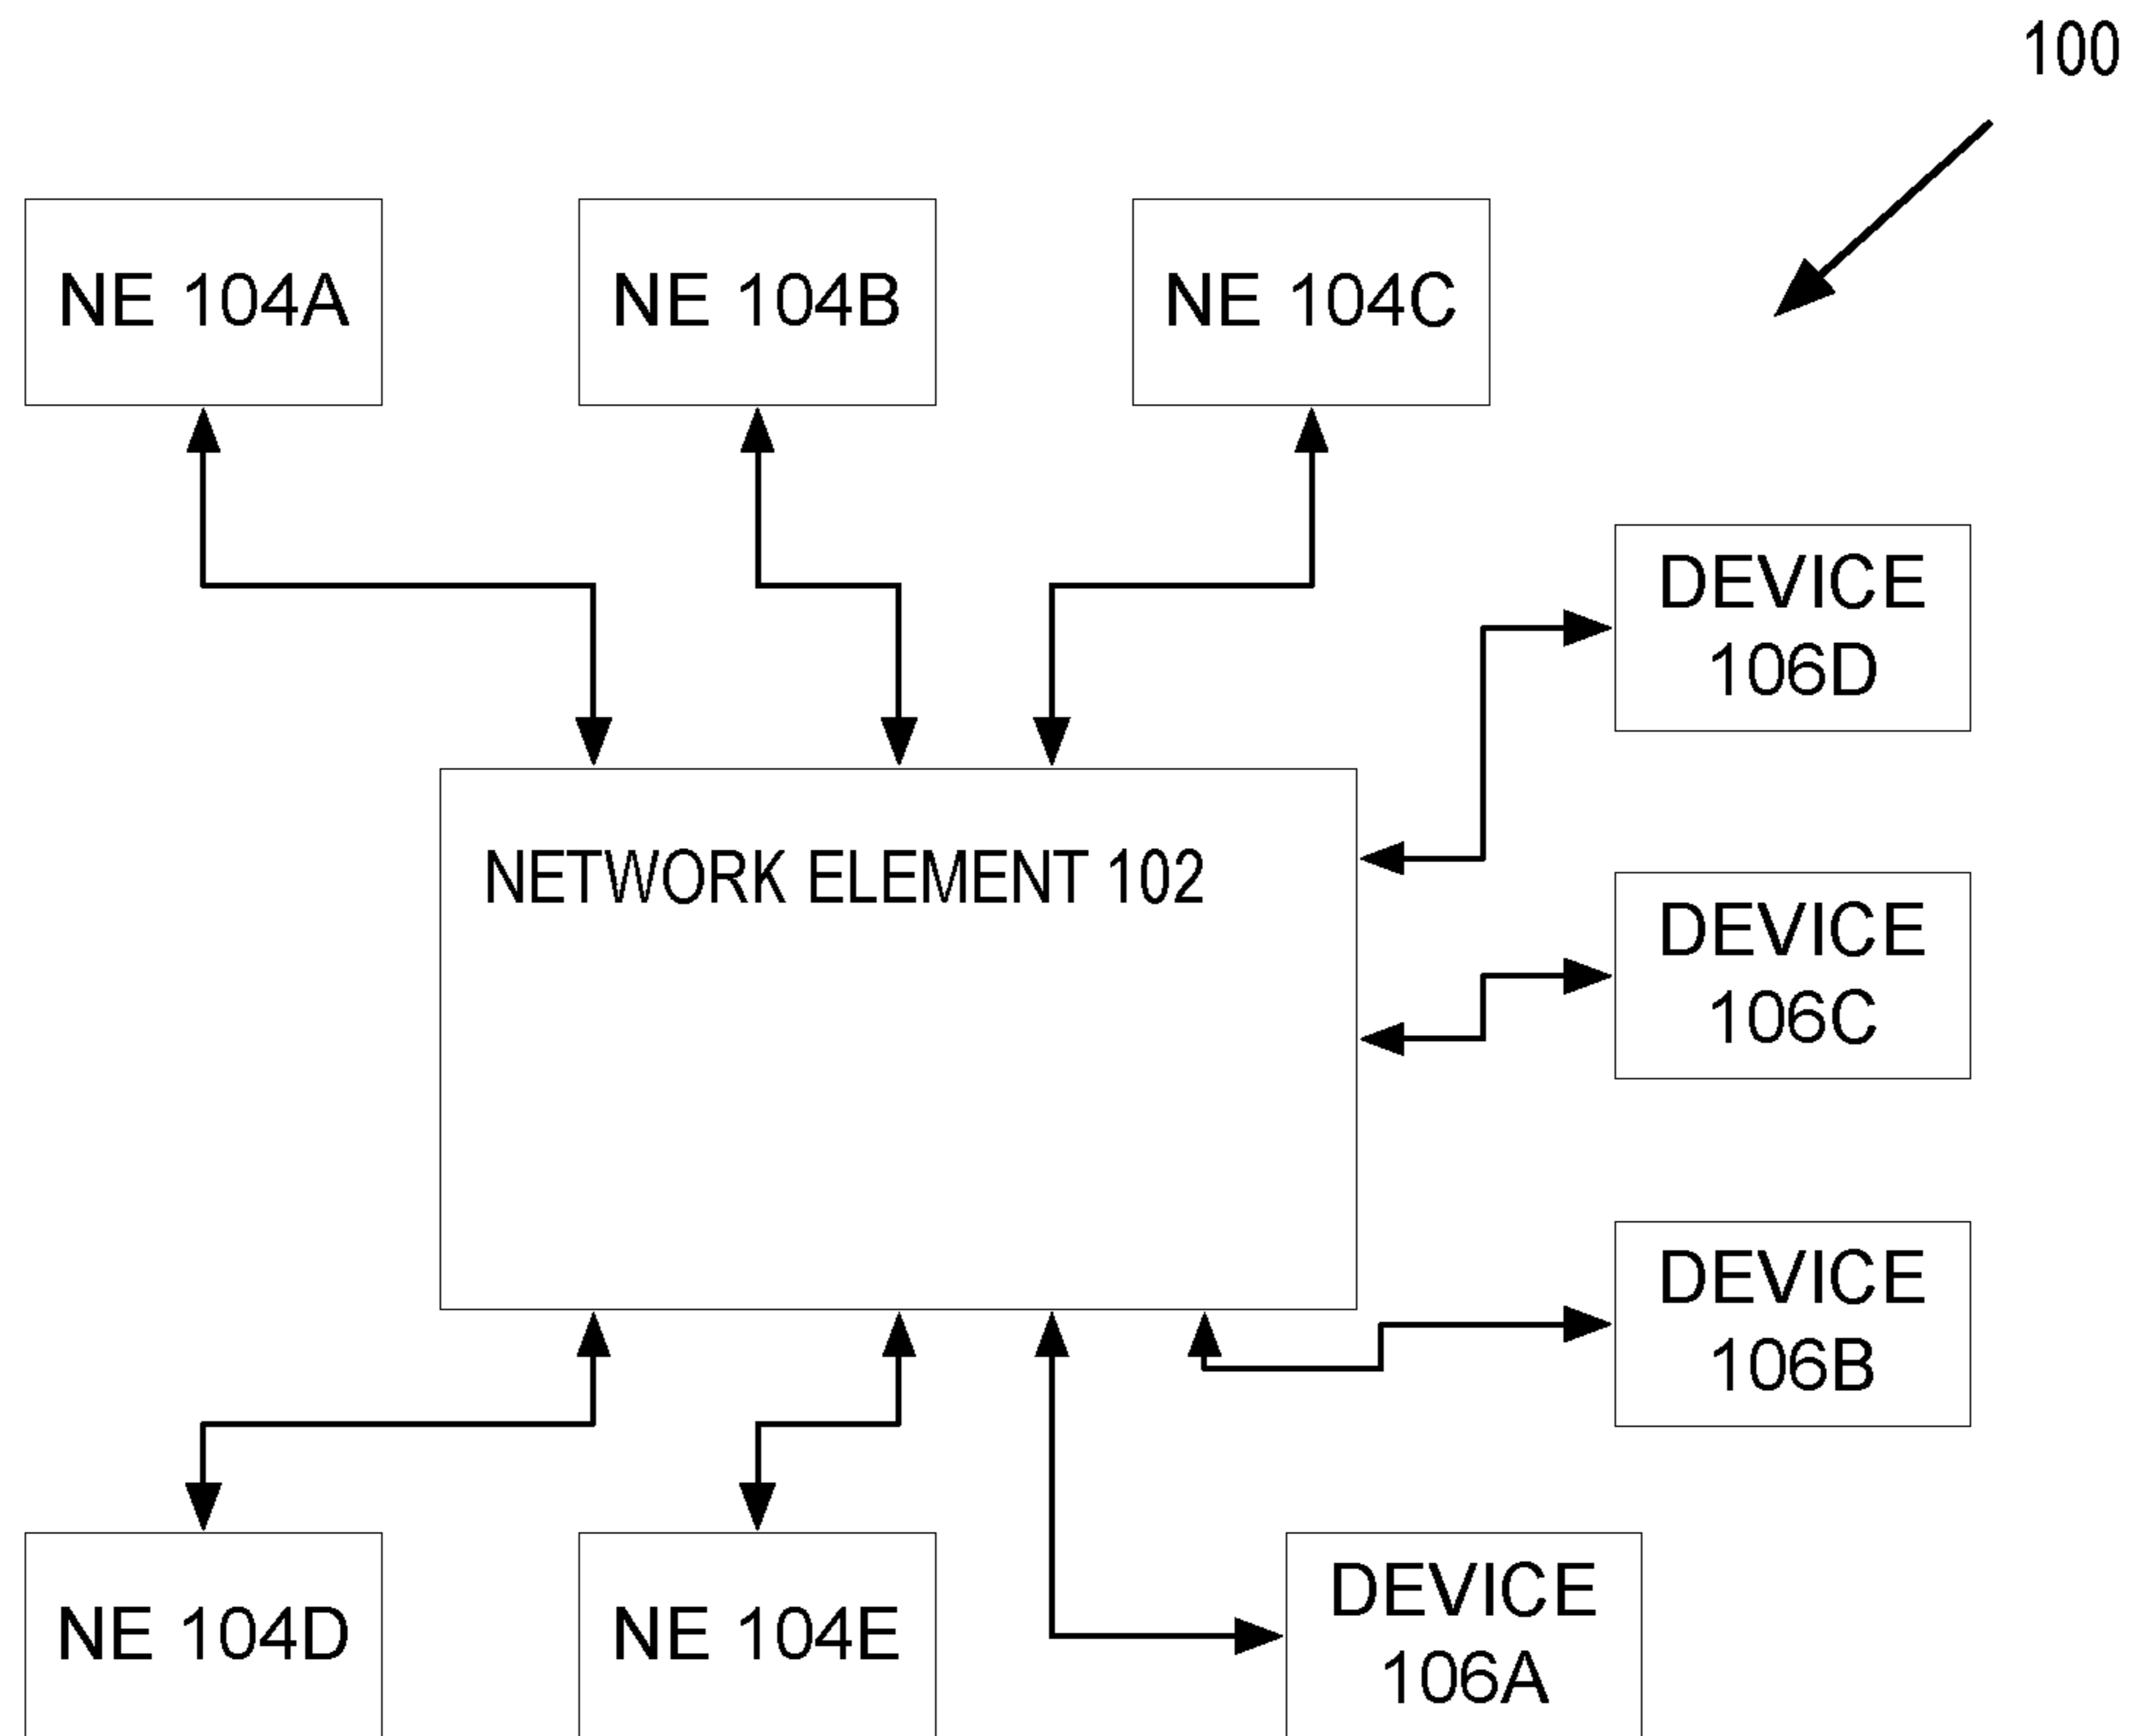 100
NE 104A
NE 104B
NE 104C
DEVICE
106D
NETWORK ELEMENT 102
DEVICE
106C
DEVICE
106B
NE 104D
NE 104E
DEVICE
106A